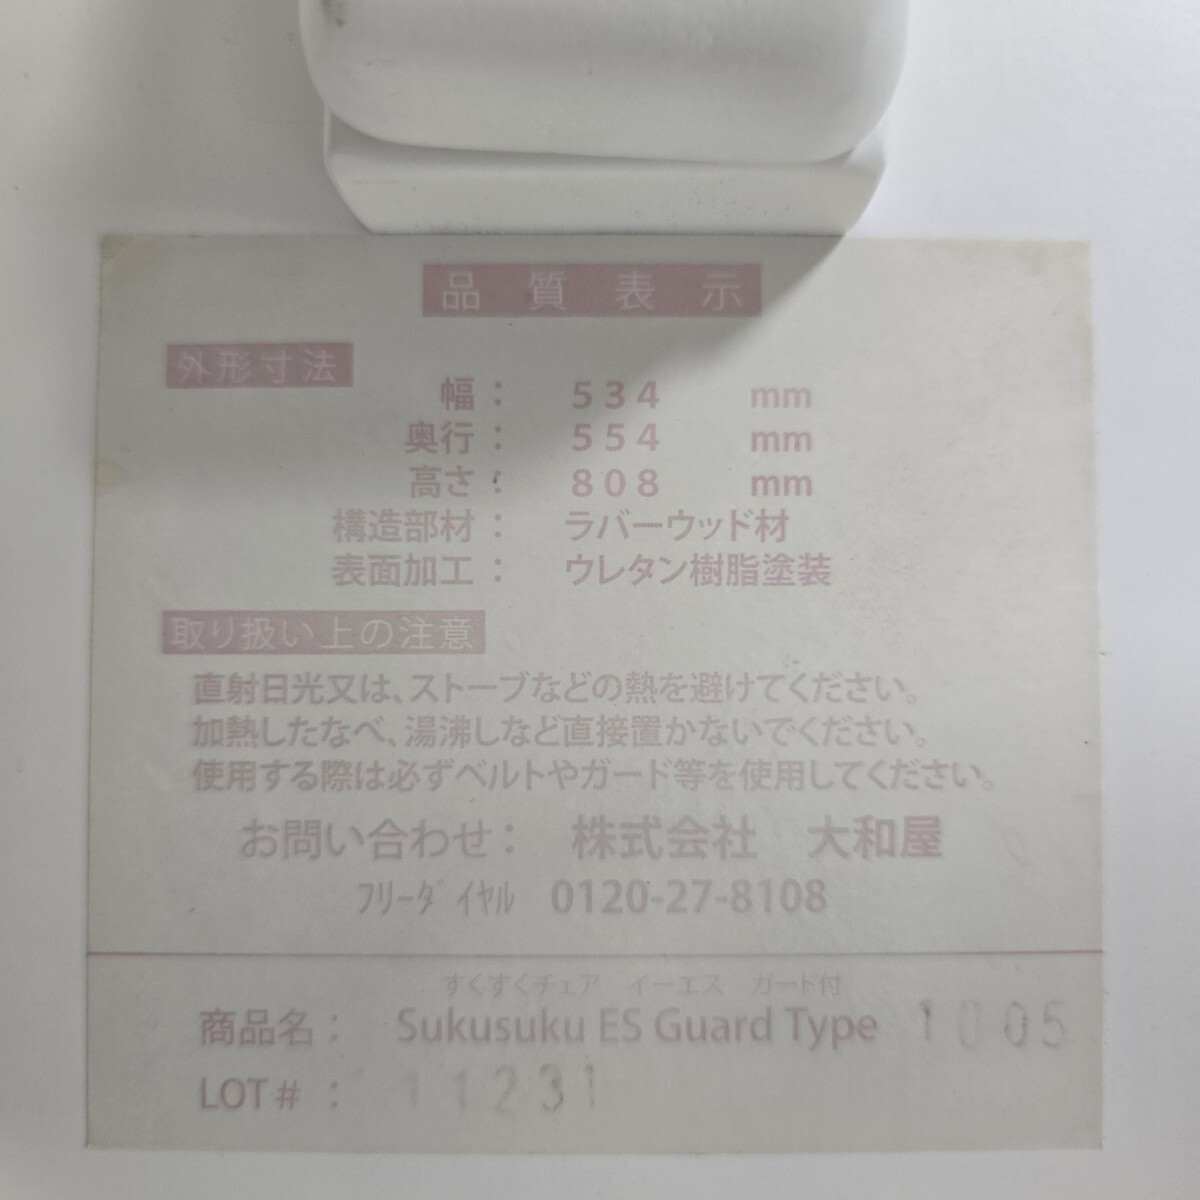 品質表示
外形寸法
幅： 534 mm
奥行： 554 mm
高さ： 808 mm
構造部材： ラバーウッド材
表面加工： ウレタン樹脂塗装
取り扱い上の注意
直射日光又は、ストーブなどの熱を避けてください。
加熱したなべ、湯沸しなど直接置かないでください。
使用する際は必ずベルトやガード等を使用してください。
お問い合わせ： 株式会社 大和屋
ﾌﾘｰﾀﾞｲﾔﾙ 0120-27-8108
すくすくチェア イーエス ガード付
商品名： Sukusuku ES Guard Type 1005
LOT#： 11231